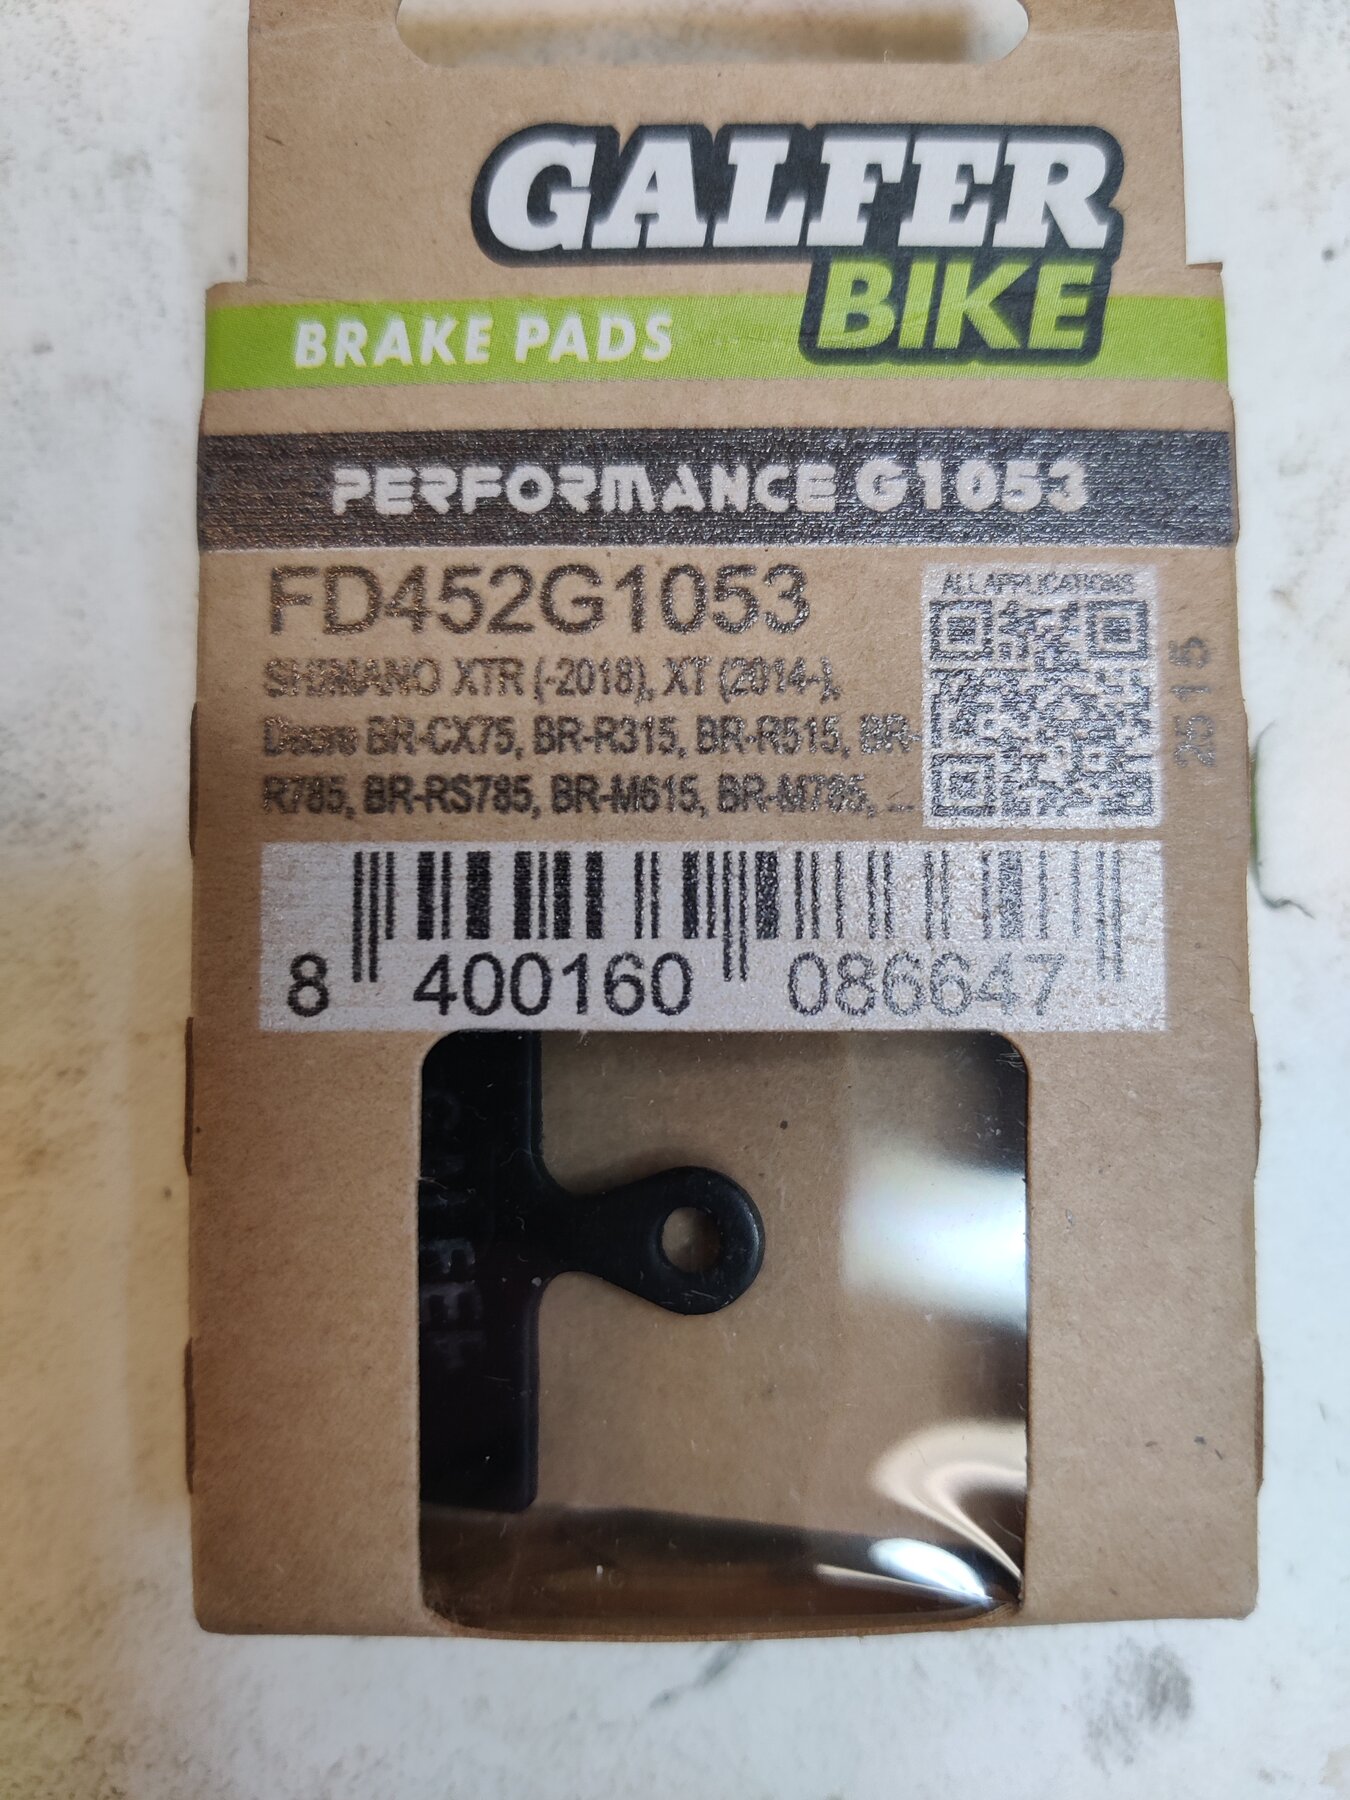 GALFER
BIKE
BRAKE PADS
PERFORMANCE G1053
FD452G1053
ALL APPLICATIONS
SHIMANO XTR (-2018), XT (2014-),
Deore BR-CX75, BR-R315, BR-R515, BR-
R785, BR-RS785, BR-M615, BR-M785, ...
2515
8 400160 086647
GALFER